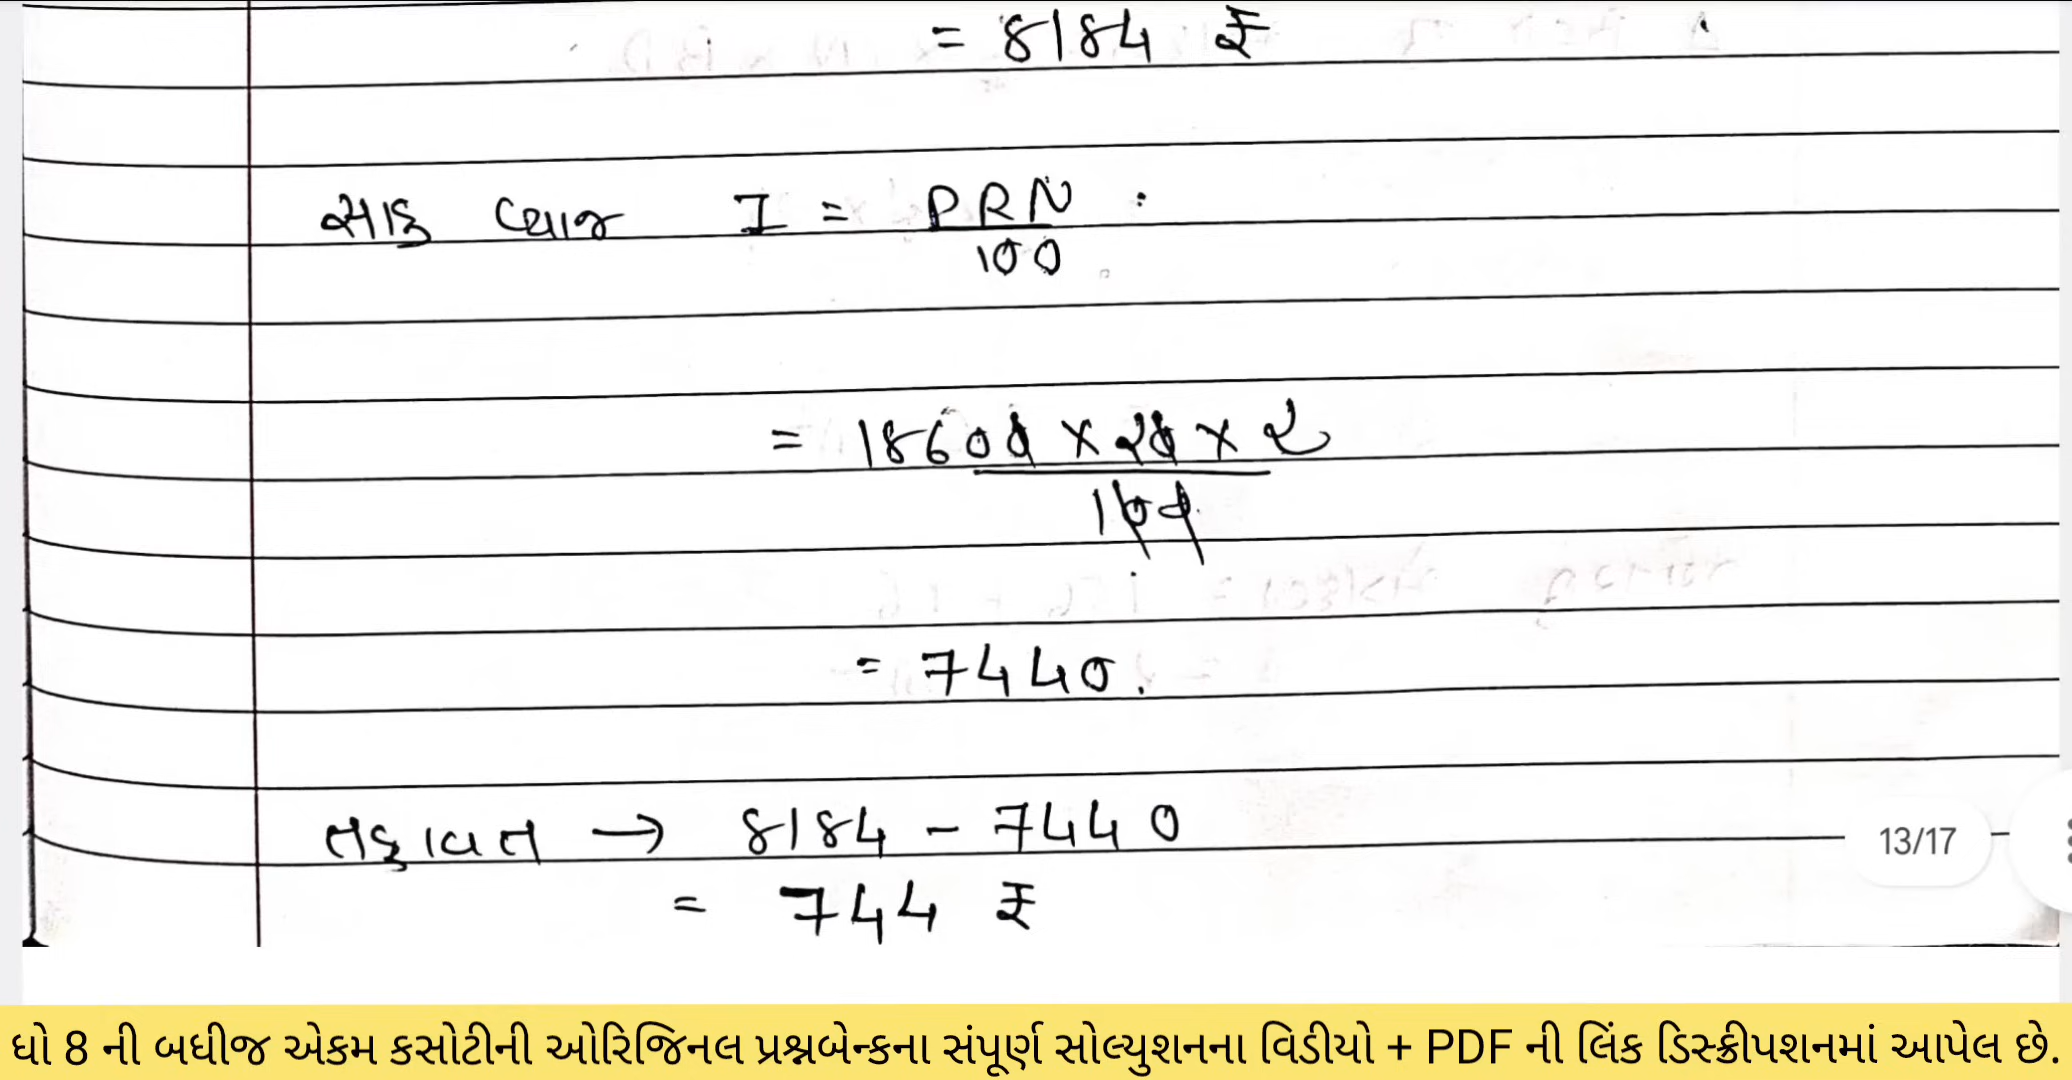 = 8184 ₹
સાદુ વ્યાજ I = PRN
100
= 18600 x 20 x 2
100
= 7440.
તફાવત → 8184 - 7440
= 744 ₹
13/17
ધો 8 ની બધીજ એકમ કસોટીની ઓરિજિનલ પ્રશ્નબેન્કના સંપૂર્ણ સોલ્યુશનના વિડીયો + PDF ની લિંક ડિસ્ક્રીપશનમાં આપેલ છે.